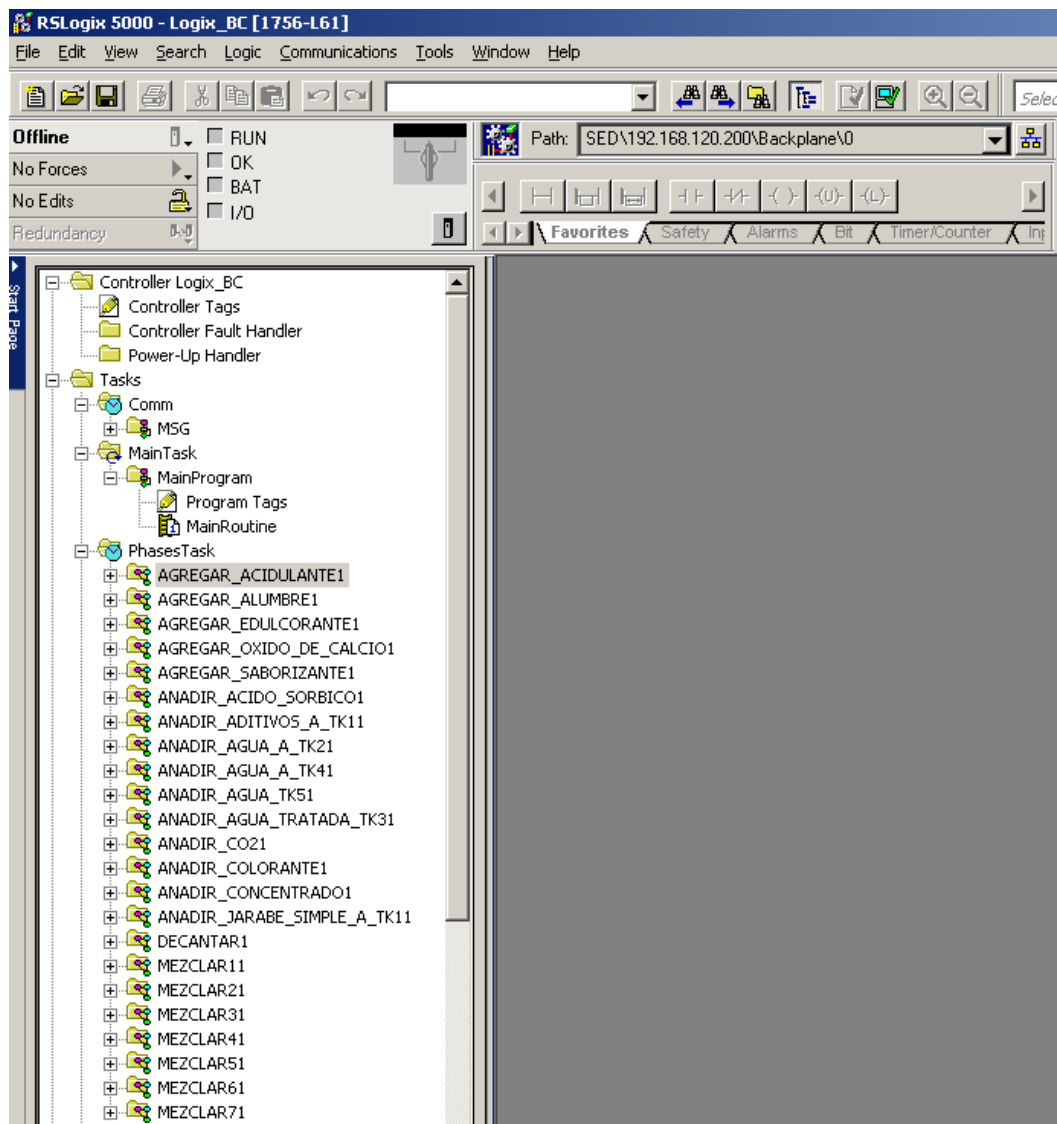 RSLogix 5000 - Logix_BC [1756-L61]
File Edit View Search Logic Communications Tools Window Help
Selec
Offline
RUN
Path: SED\192.168.120.200\Backplane\0
No Forces
OK
BAT
No Edits
I/O
Redundancy
Favorites Safety Alarms Bit Timer/Counter
Start Page
Controller Logix_BC
Controller Tags
Controller Fault Handler
Power-Up Handler
Tasks
Comm
MSG
MainTask
MainProgram
Program Tags
MainRoutine
PhasesTask
AGREGAR_ACIDULANTE1
AGREGAR_ALUMBRE1
AGREGAR_EDULCORANTE1
AGREGAR_OXIDO_DE_CALCIO1
AGREGAR_SABORIZANTE1
ANADIR_ACIDO_SORBICO1
ANADIR_ADITIVOS_A_TK11
ANADIR_AGUA_A_TK21
ANADIR_AGUA_A_TK41
ANADIR_AGUA_TK51
ANADIR_AGUA_TRATADA_TK31
ANADIR_CO21
ANADIR_COLORANTE1
ANADIR_CONCENTRADO1
ANADIR_JARABE_SIMPLE_A_TK11
DECANTAR1
MEZCLAR11
MEZCLAR21
MEZCLAR31
MEZCLAR41
MEZCLAR51
MEZCLAR61
MEZCLAR71